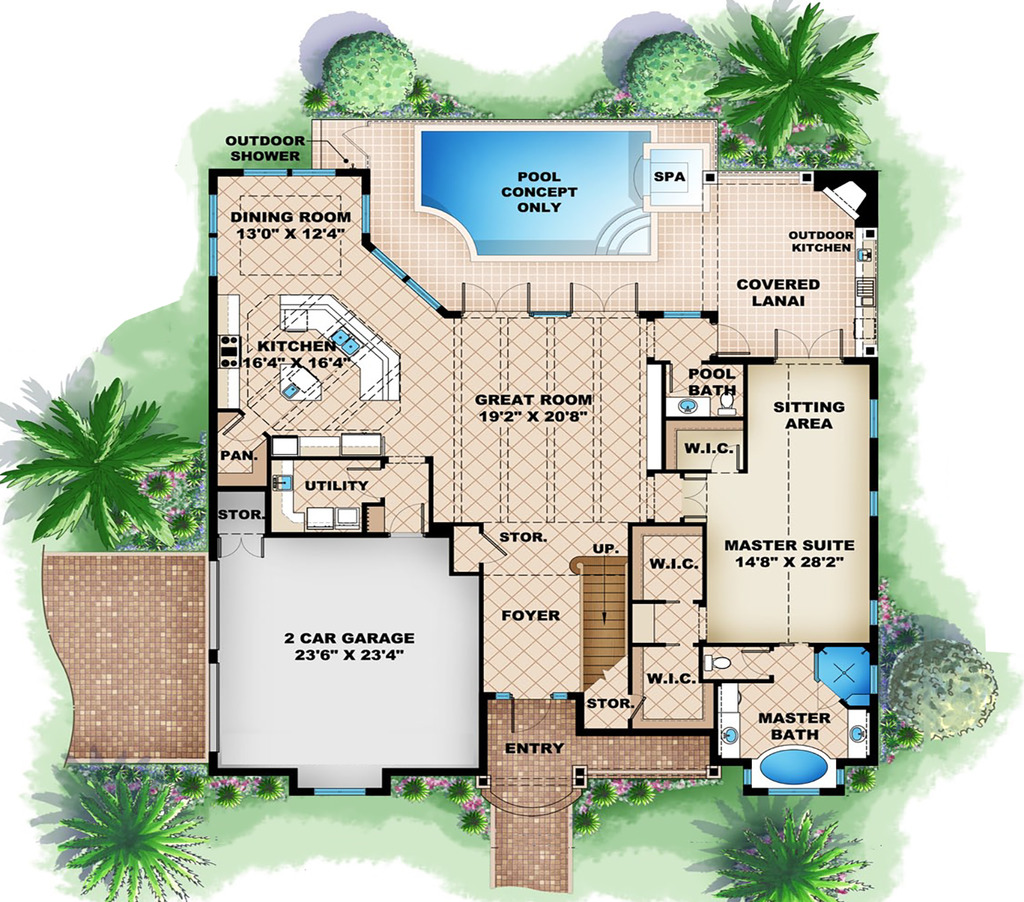 OUTDOOR
SHOWER
POOL
CONCEPT
ONLY
SPA
DINING ROOM
13'0" X 12'4"
OUTDOOR
KITCHEN
COVERED
LANAI
KITCHEN
16'4" X 16'4"
GREAT ROOM
19'2" X 20'8"
POOL
BATH
SITTING
AREA
W.I.C.
PAN.
UTILITY
STOR.
STOR.
UP.
W.I.C.
MASTER SUITE
14'8" X 28'2"
FOYER
2 CAR GARAGE
23'6" X 23'4"
W.I.C.
STOR.
MASTER
BATH
ENTRY